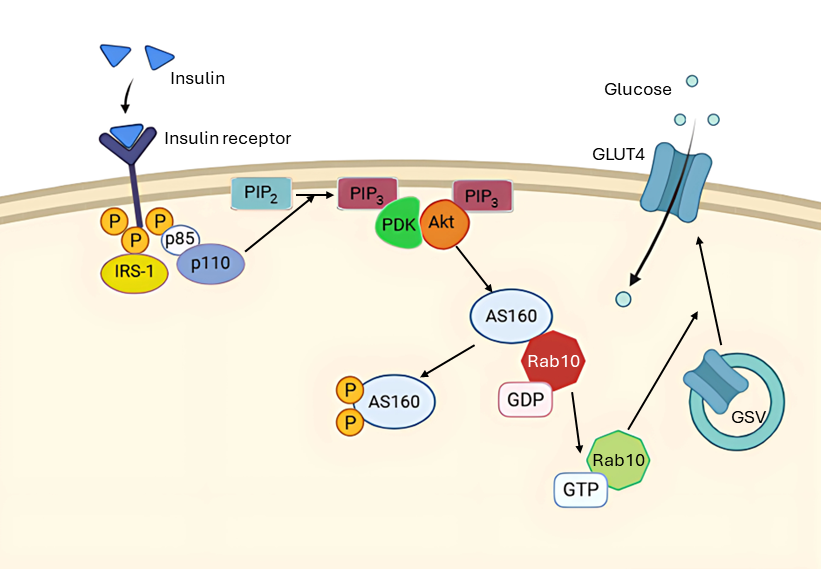 Insulin
Glucose
Insulin receptor
GLUT4
PIP₂
PIP₃
PIP₃
P
P
P
p85
PDK
Akt
IRS-1
p110
AS160
Rab10
GDP
P
AS160
P
GSV
Rab10
GTP